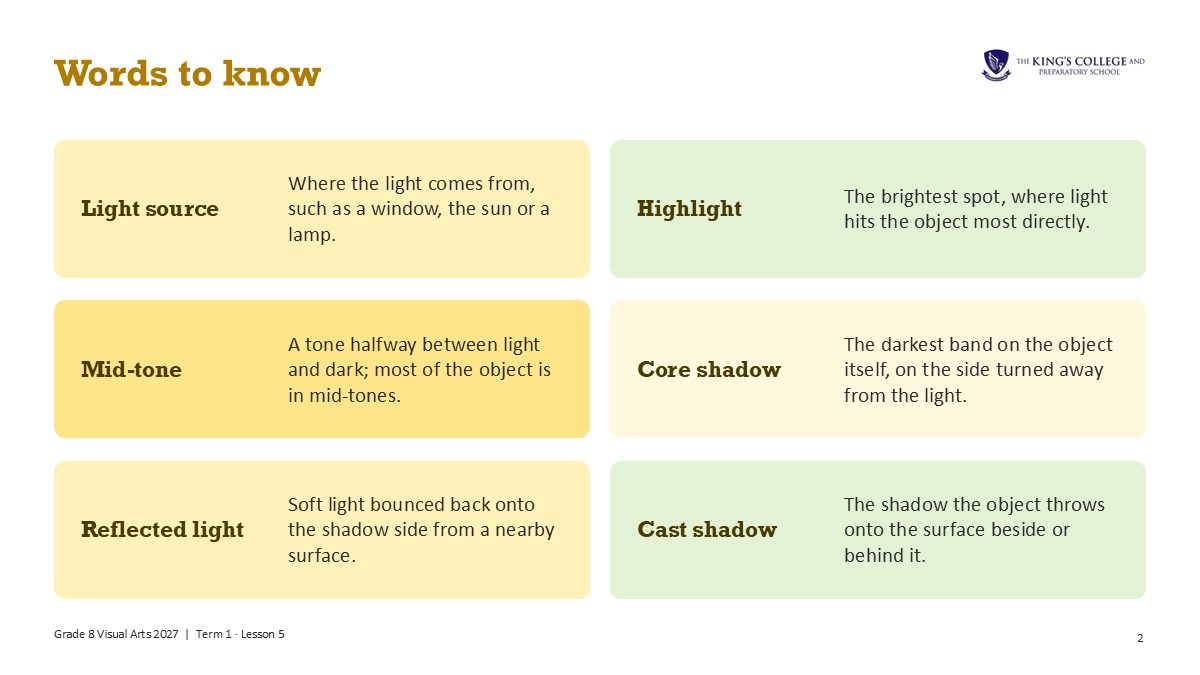 Words to know
THE KING'S COLLEGE AND
PREPARATORY SCHOOL
Light source
Where the light comes from,
such as a window, the sun or a
lamp.
Highlight
The brightest spot, where light
hits the object most directly.
Mid-tone
A tone halfway between light
and dark; most of the object is
in mid-tones.
Core shadow
The darkest band on the object
itself, on the side turned away
from the light.
Reflected light
Soft light bounced back onto
the shadow side from a nearby
surface.
Cast shadow
The shadow the object throws
onto the surface beside or
behind it.
Grade 8 Visual Arts 2027 | Term 1 · Lesson 5
2